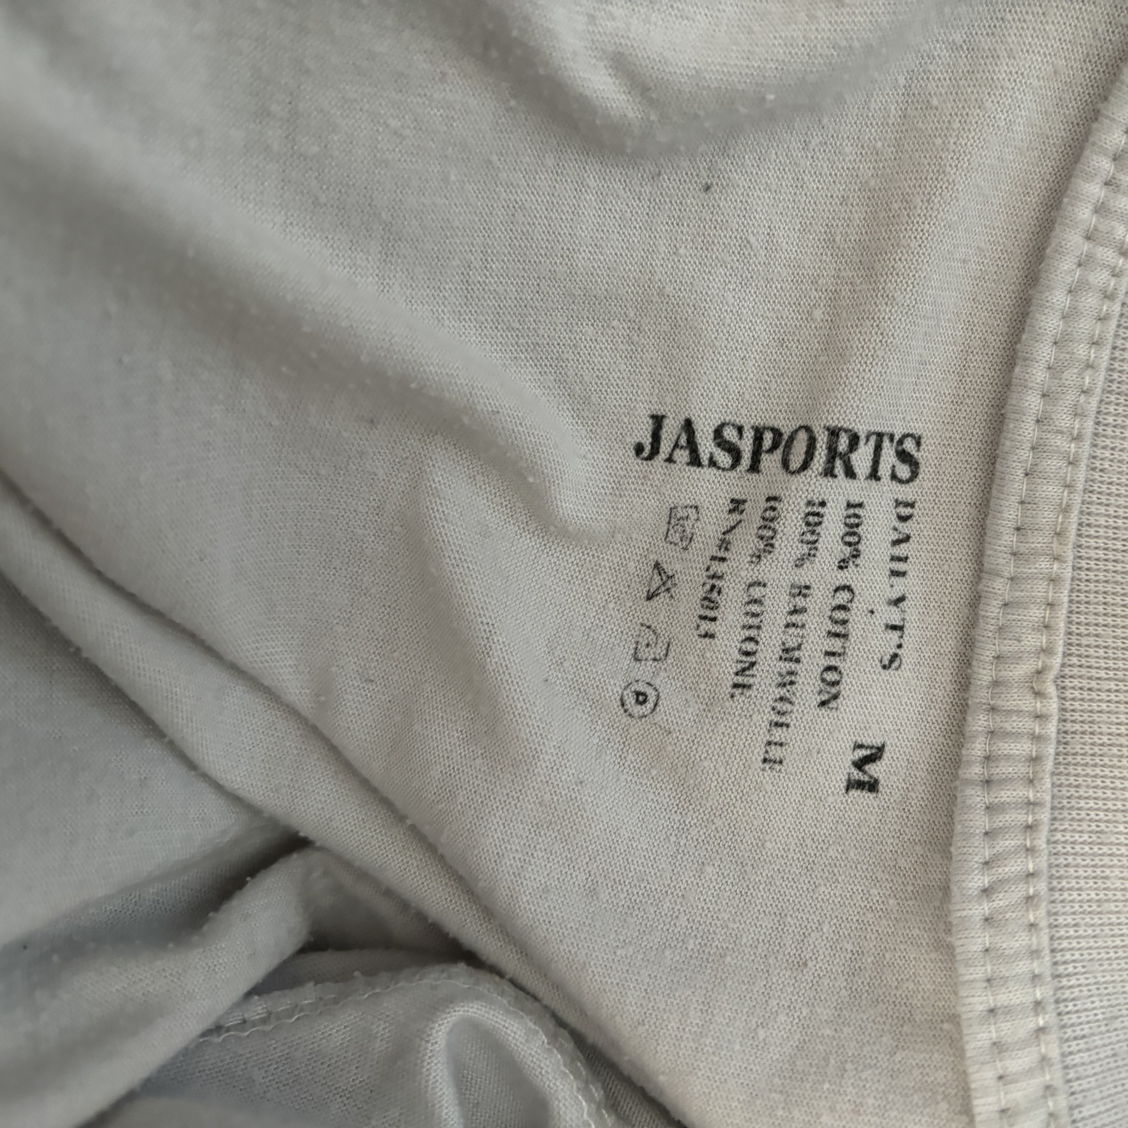 JASPORTS
DAILYT'S
100% COTTON M
100% BAUMWOLLE
100% COTONE
P